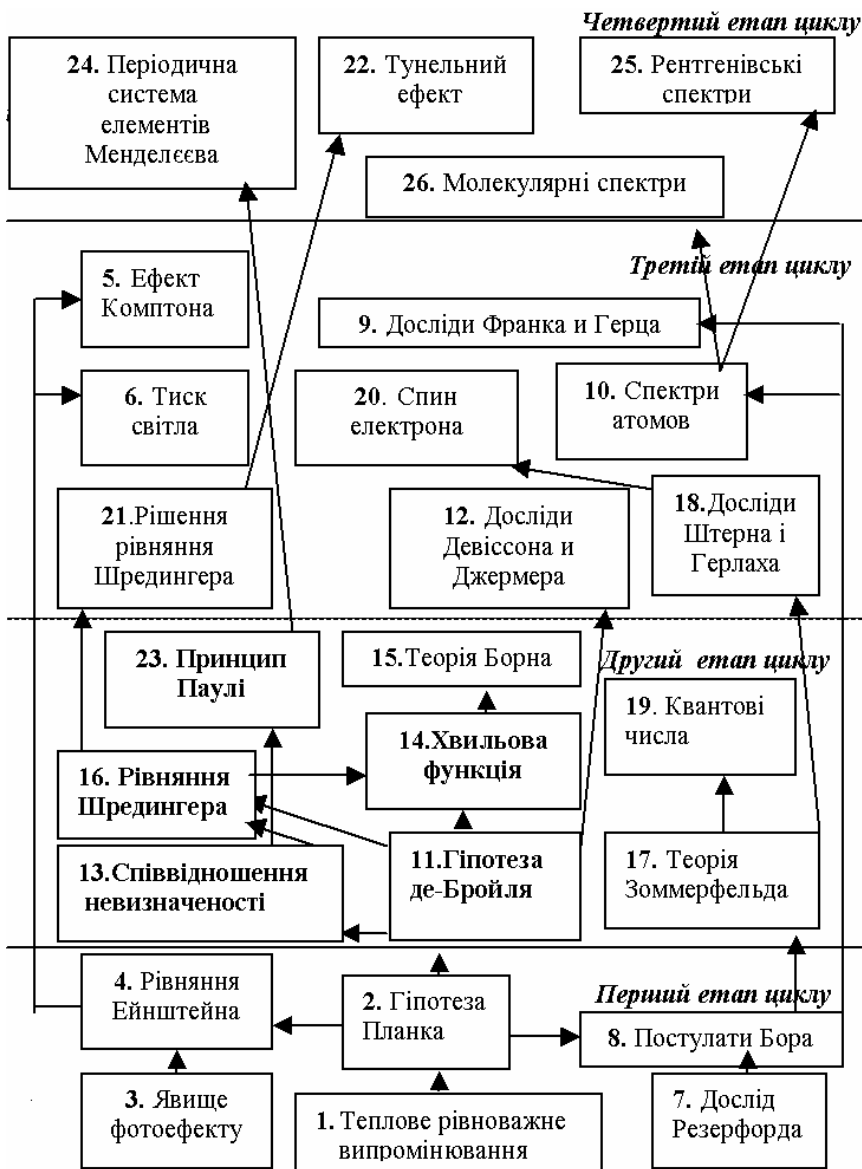 Четвертий етап циклу
24. Періодична
система
елементів
Менделєєва
22. Тунельний
ефект
25. Рентгенівські
спектри
26. Молекулярні спектри
Третій етап циклу
5. Ефект
Комптона
9. Досліди Франка и Герца
6. Тиск
світла
20. Спин
електрона
10. Спектри
атомов
21.Рішення
рівняння
Шредингера
12. Досліди
Девіссона и
Джермера
18.Досліди
Штерна і
Герлаха
Другий етап циклу
23. Принцип
Паулі
15.Теорія Борна
19. Квантові
числа
14.Хвильова
функція
16. Рівняння
Шредингера
13.Співвідношення
невизначеності
11.Гіпотеза
де-Бройля
17. Теорія
Зоммерфельда
Перший етап циклу
4. Рівняння
Ейнштейна
2. Гіпотеза
Планка
8. Постулати Бора
3. Явище
фотоефекту
1. Теплове рівноважне
випромінювання
7. Дослід
Резерфорда